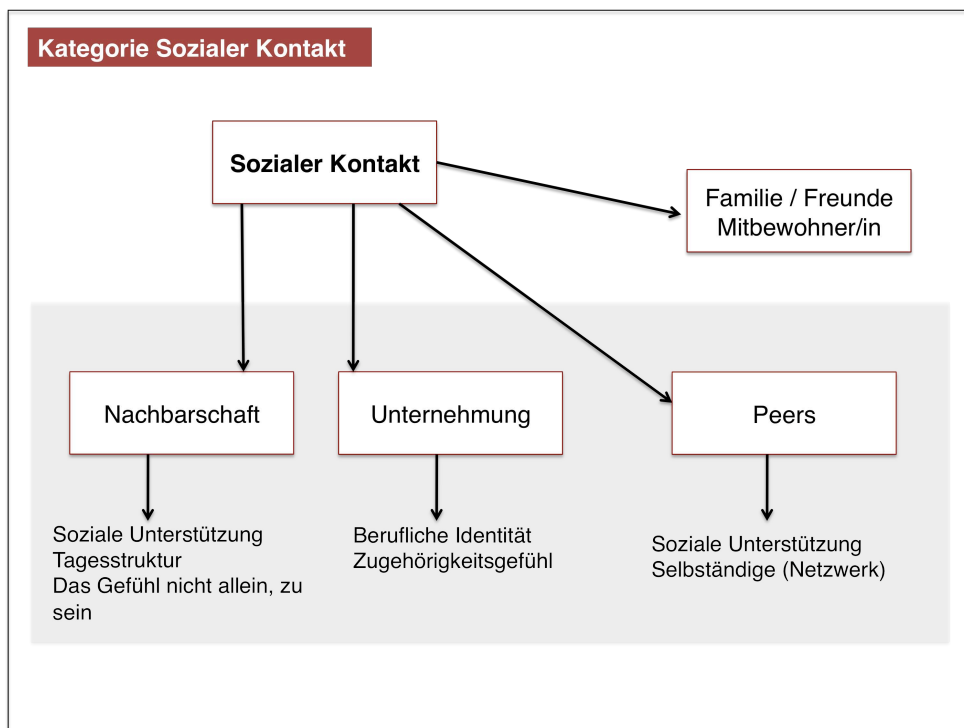 Kategorie Sozialer Kontakt
Sozialer Kontakt
Familie / Freunde
Mitbewohner/in
Nachbarschaft
Unternehmung
Peers
Soziale Unterstützung
Tagesstruktur
Das Gefühl nicht allein, zu
sein
Berufliche Identität
Zugehörigkeitsgefühl
Soziale Unterstützung
Selbständige (Netzwerk)